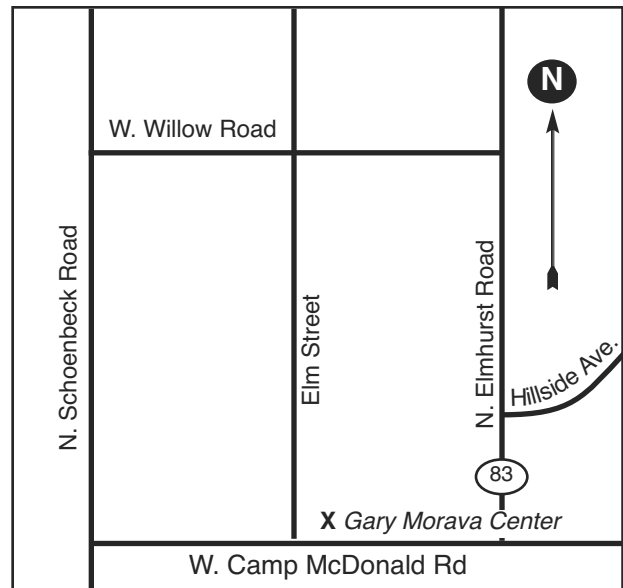 N
W. Willow Road
N. Schoenbeck Road
Elm Street
N. Elmhurst Road
Hillside Ave.
83
X Gary Morava Center
W. Camp McDonald Rd